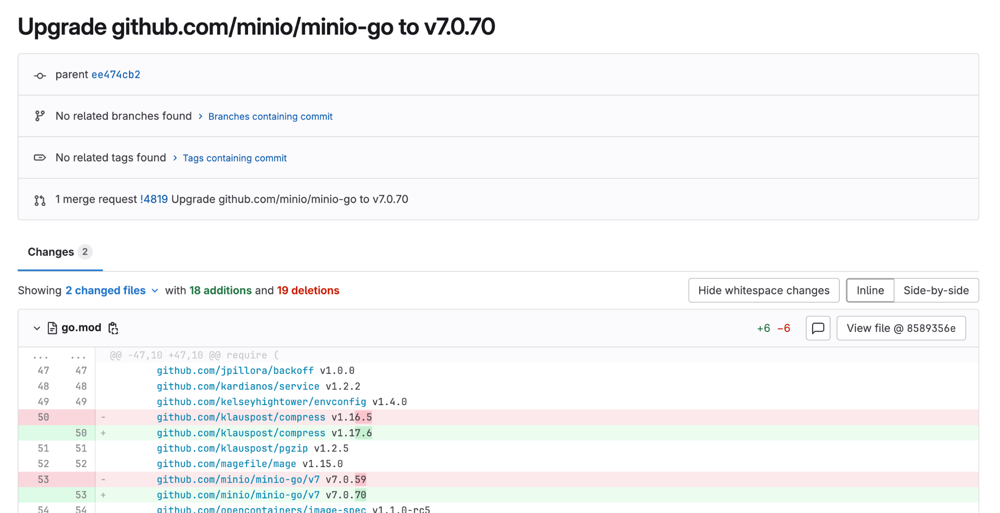 Upgrade github.com/minio/minio-go to v7.0.70
parent ee474cb2
No related branches found > Branches containing commit
No related tags found > Tags containing commit
1 merge request !4819 Upgrade github.com/minio/minio-go to v7.0.70
Changes 2
Showing 2 changed files with 18 additions and 19 deletions Hide whitespace changes Inline Side-by-side
go.mod +6 −6 View file @ 8589356e
... ... @@ -47,10 +47,10 @@ require (
47 47 github.com/jpillora/backoff v1.0.0
48 48 github.com/kardianos/service v1.2.2
49 49 github.com/kelseyhightower/envconfig v1.4.0
50 - github.com/klauspost/compress v1.16.5
50 + github.com/klauspost/compress v1.17.6
51 51 github.com/klauspost/pgzip v1.2.5
52 52 github.com/magefile/mage v1.15.0
53 - github.com/minio/minio-go/v7 v7.0.59
53 + github.com/minio/minio-go/v7 v7.0.70
54 54 github.com/opencontainers/image-spec v1.1.0-rc5